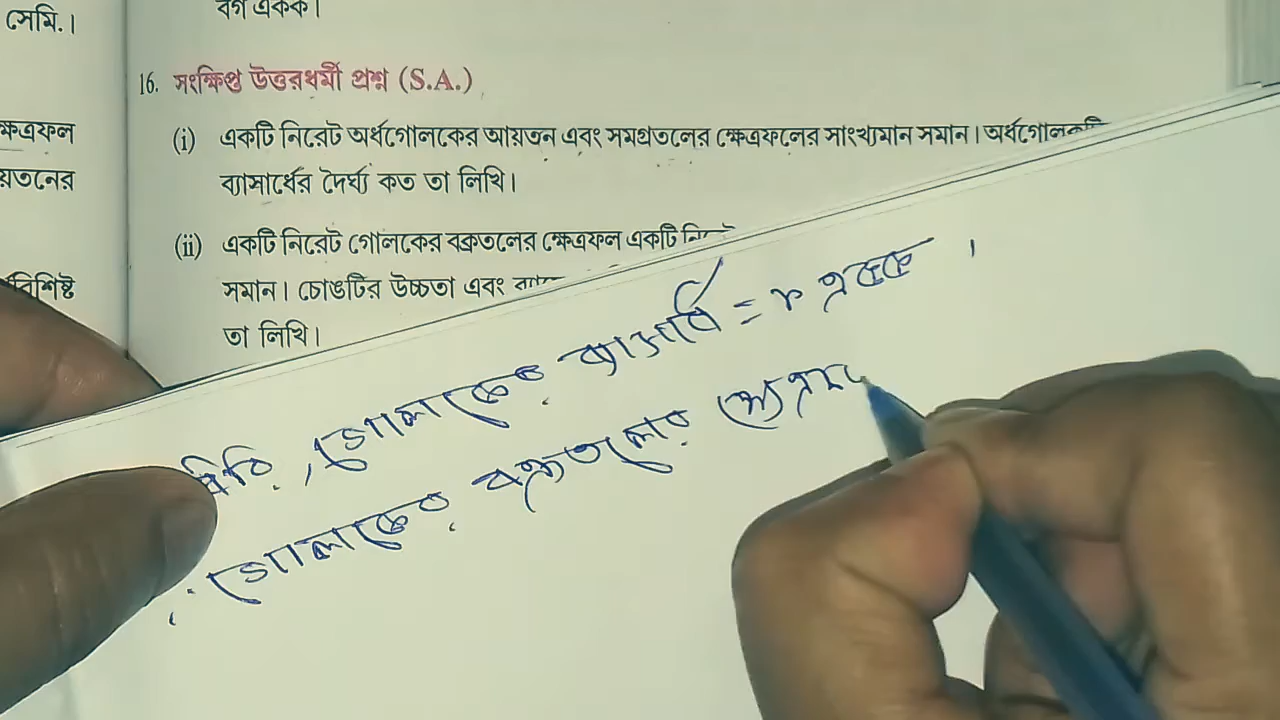 সেমি.।
বর্গ একক।
16. সংক্ষিপ্ত উত্তরধর্মী প্রশ্ন (S.A.)
ক্ষেত্রফল
(i) একটি নিরেট অর্ধগোলকের আয়তন এবং সমগ্রতলের ক্ষেত্রফলের সাংখ্যমান সমান। অর্ধগোলকটির
য়তনের
ব্যাসার্ধের দৈর্ঘ্য কত তা লিখি।
(ii) একটি নিরেট গোলকের বক্রতলের ক্ষেত্রফল একটি
বিশিষ্ট
সমান। চোঙটির উচ্চতা এবং
তা লিখি।
ধরি, গোলকের ব্যাসার্ধ = r একক।
∴ গোলকের বক্রতলের